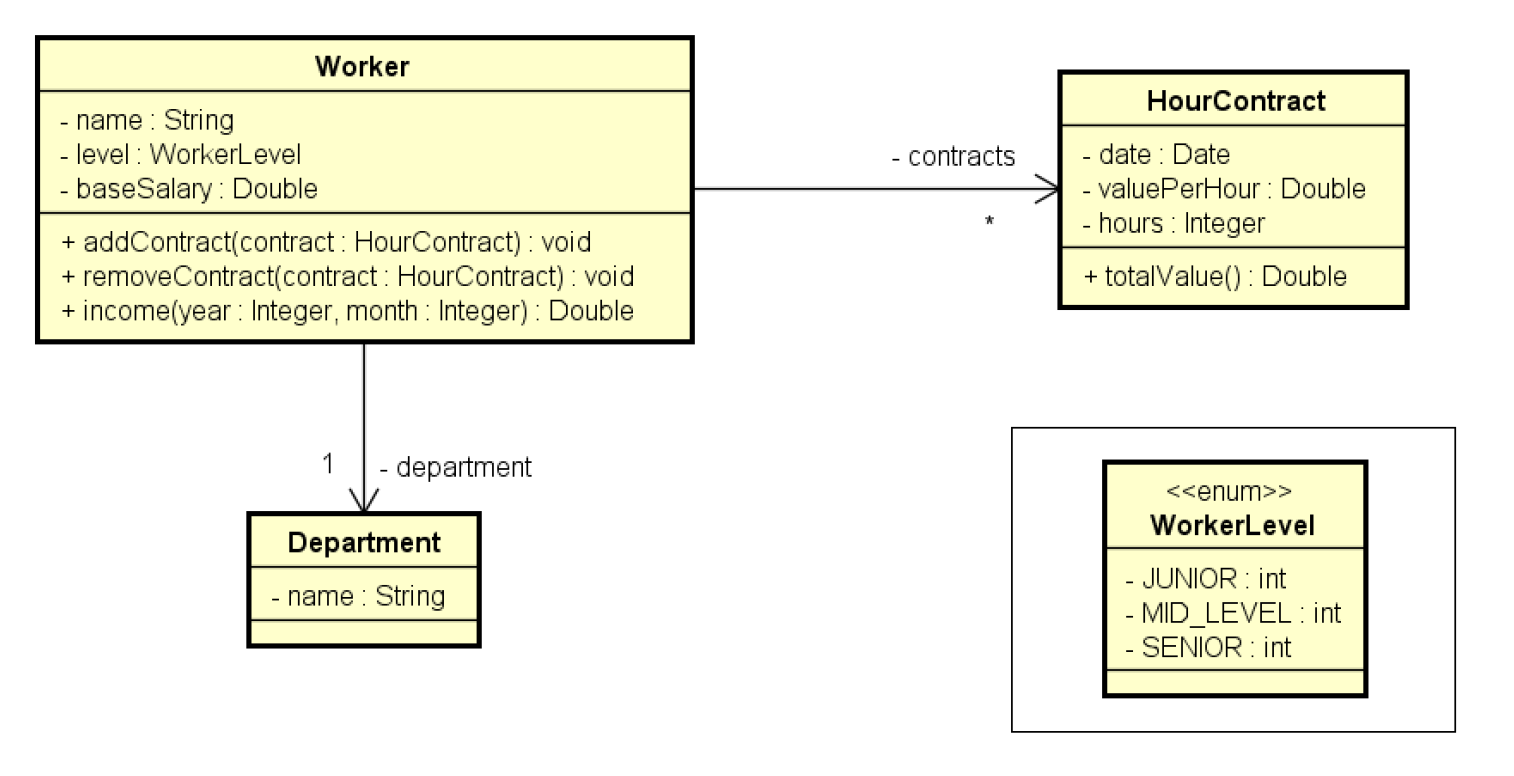 Worker
- name : String
- level : WorkerLevel
- baseSalary : Double
+ addContract(contract : HourContract) : void
+ removeContract(contract : HourContract) : void
+ income(year : Integer, month : Integer) : Double
- contracts
*
HourContract
- date : Date
- valuePerHour : Double
- hours : Integer
+ totalValue() : Double
1
- department
Department
- name : String
<<enum>>
WorkerLevel
- JUNIOR : int
- MID_LEVEL : int
- SENIOR : int